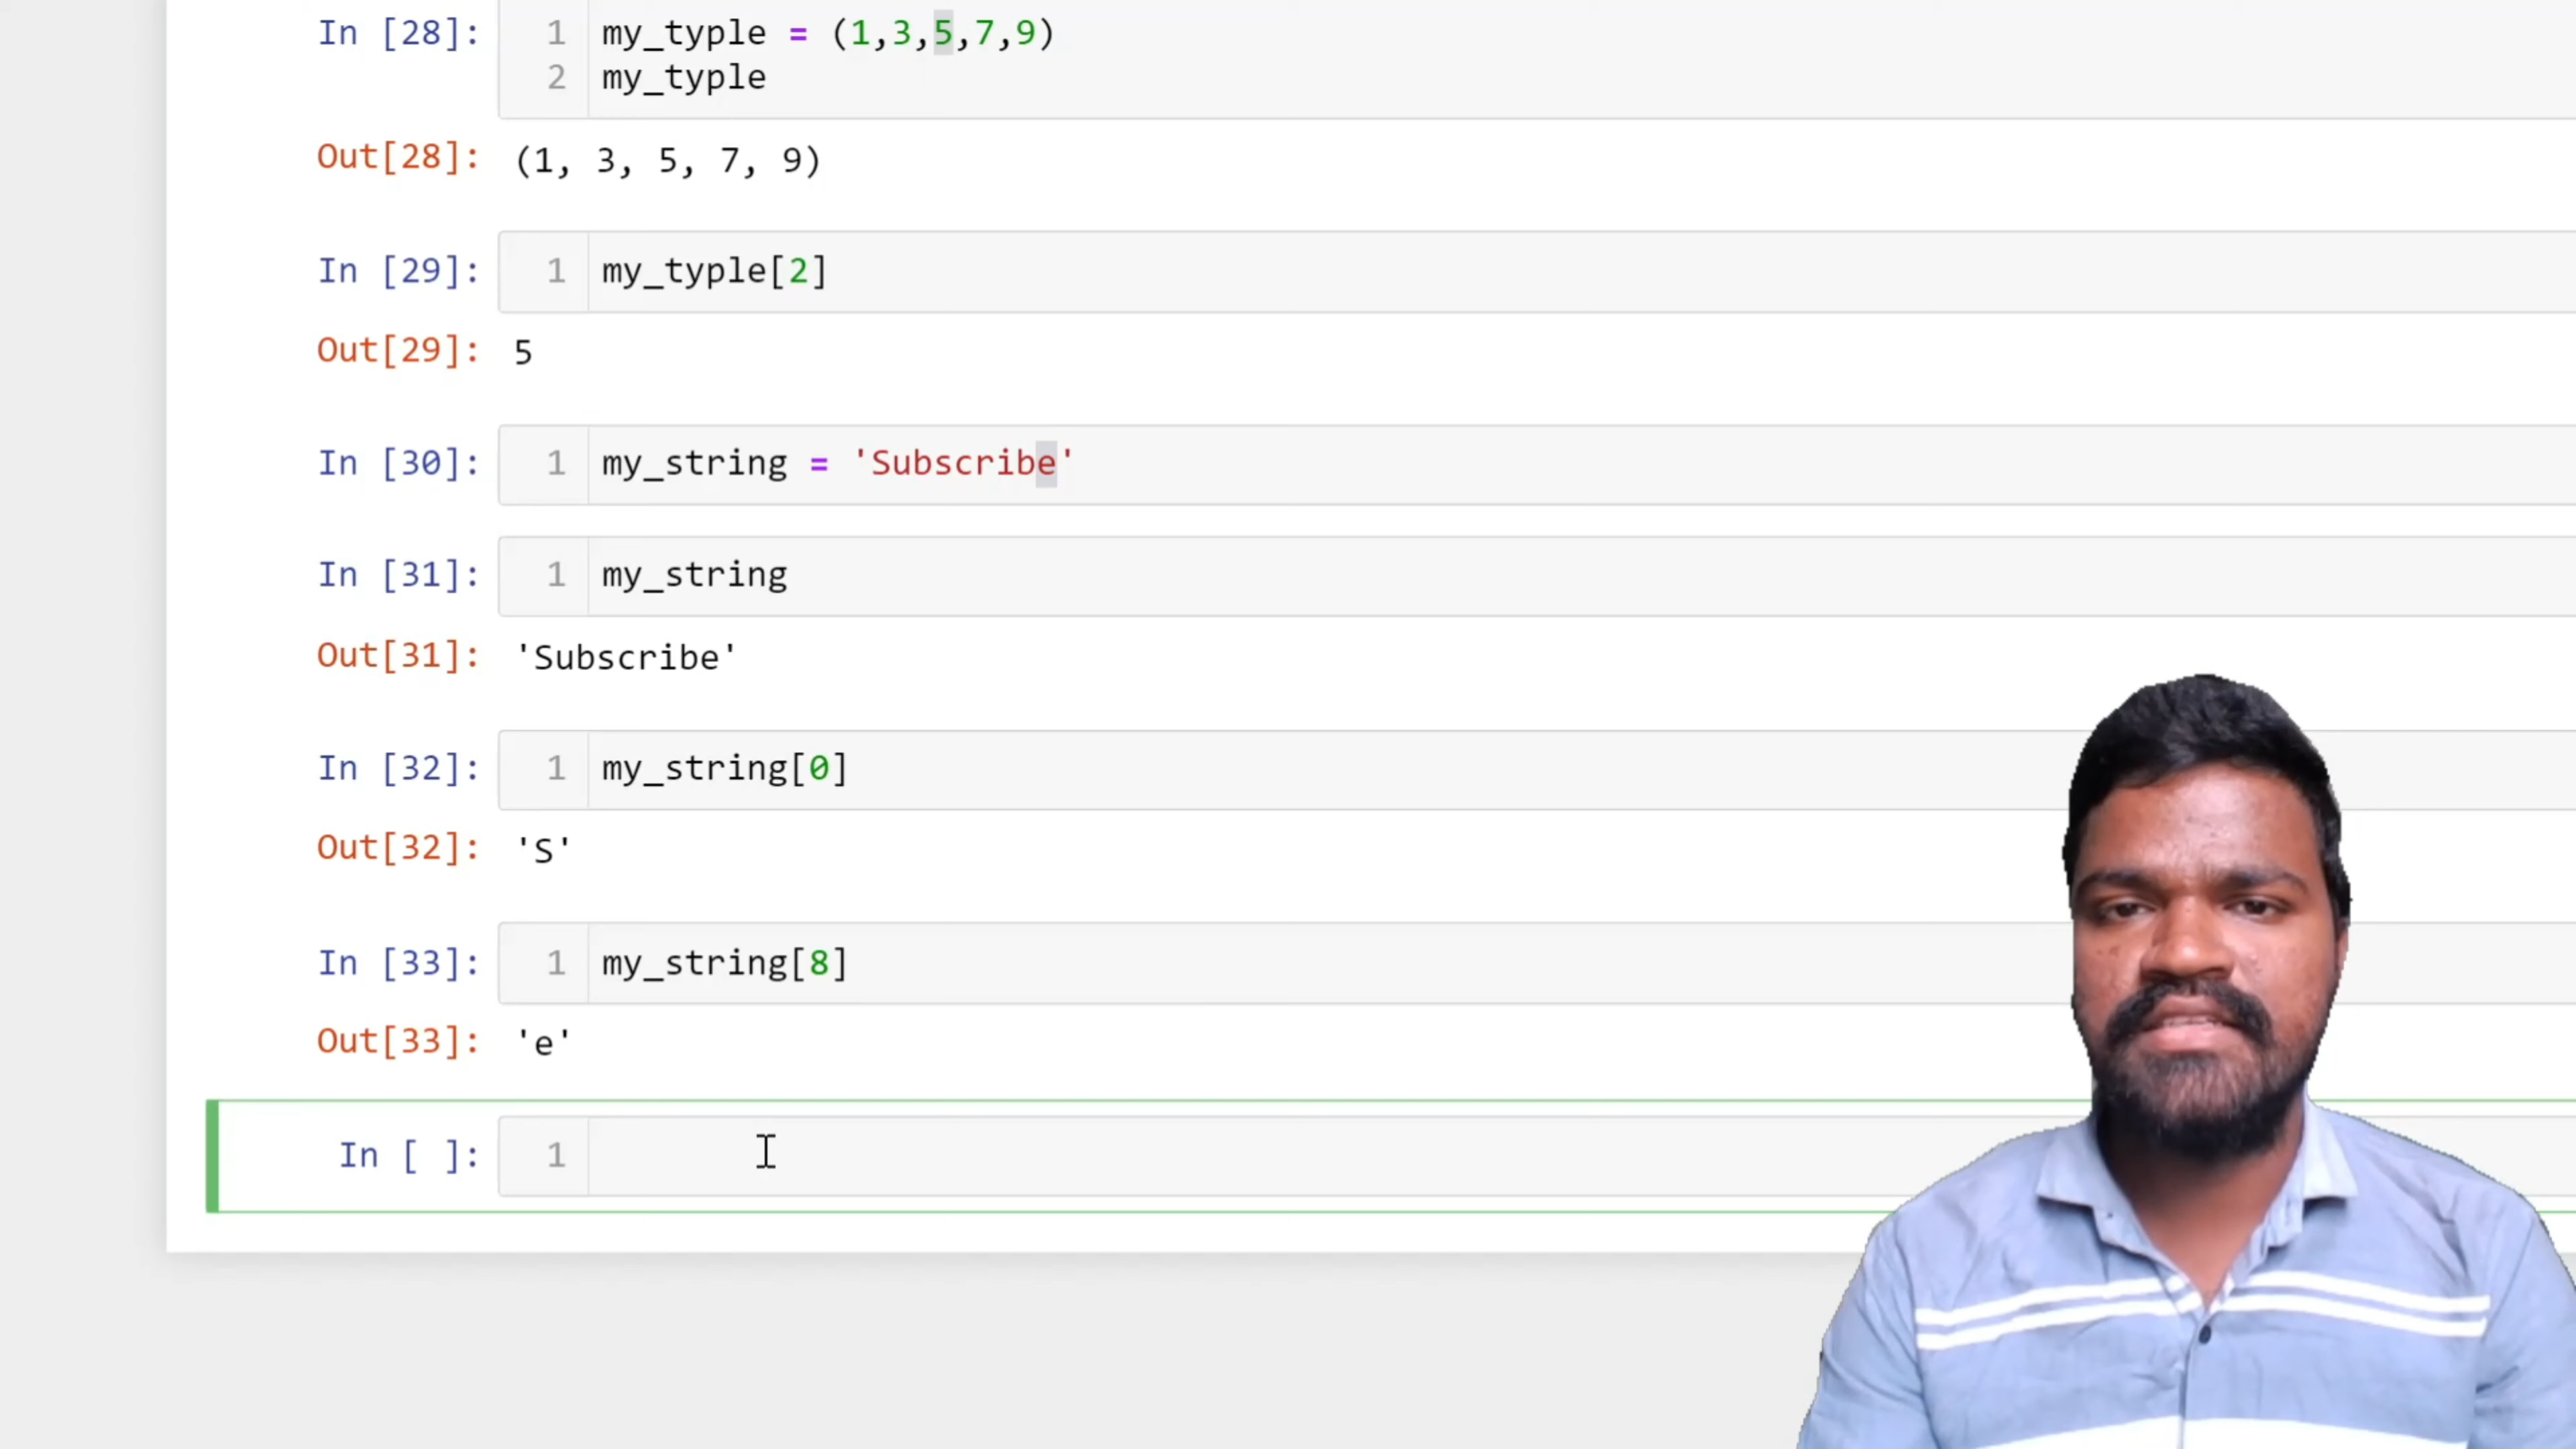 In [28]: 1 my_typle = (1,3,5,7,9)
2 my_typle
Out[28]: (1, 3, 5, 7, 9)
In [29]: 1 my_typle[2]
Out[29]: 5
In [30]: 1 my_string = 'Subscribe'
In [31]: 1 my_string
Out[31]: 'Subscribe'
In [32]: 1 my_string[0]
Out[32]: 'S'
In [33]: 1 my_string[8]
Out[33]: 'e'
In [ ]: 1